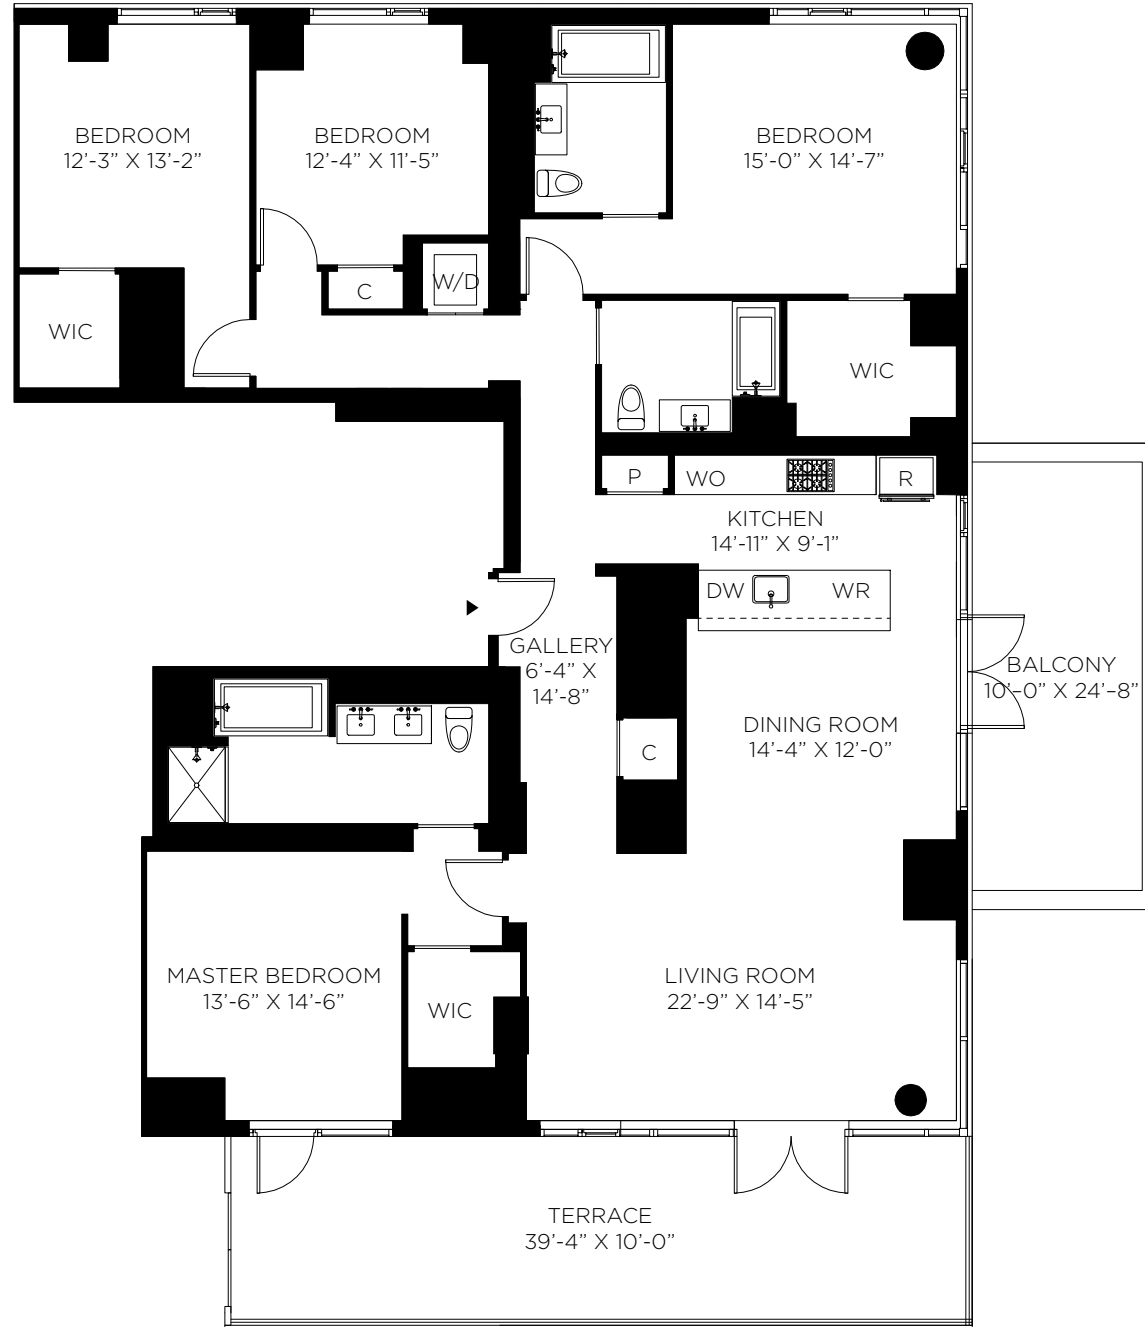 BEDROOM
12'-3” X 13'-2”
BEDROOM
12'-4” X 11'-5”
BEDROOM
15'-0” X 14'-7”
W/D
C
WIC
WIC
P
WO
R
KITCHEN
14'-11” X 9'-1”
DW
WR
GALLERY
6'-4” X
14'-8”
BALCONY
10'-0” X 24'-8”
DINING ROOM
14'-4” X 12'-0”
C
MASTER BEDROOM
13'-6” X 14'-6”
WIC
LIVING ROOM
22'-9” X 14'-5”
TERRACE
39'-4” X 10'-0”